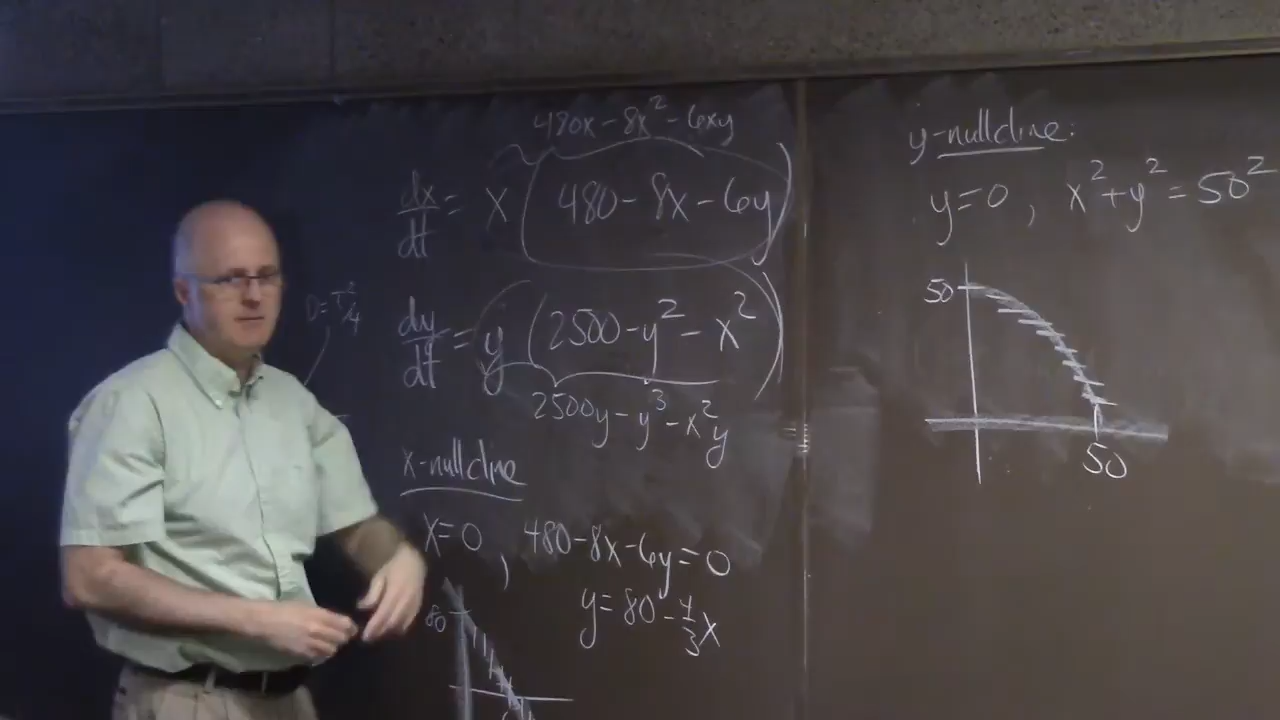 480x - 8x² - 6xy
dx/dt = x (480 - 8x - 6y)
dy/dt = y (2500 - y² - x²)
2500y - y³ - x²y
x-nullcline
x=0, 480-8x-6y=0
y=80-4/3x
80
y-nullcline:
y=0, x²+y²=50²
50
50